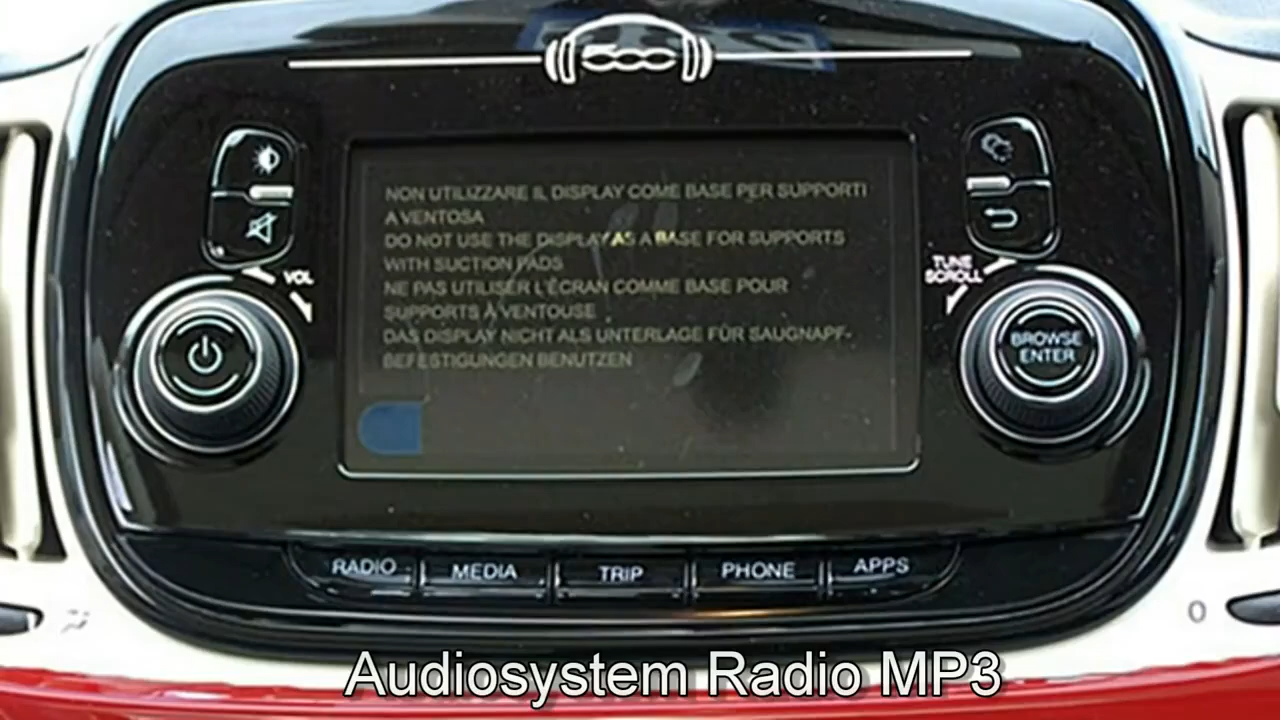 500
NON UTILIZZARE IL DISPLAY COME BASE PER SUPPORTI
A VENTOSA
DO NOT USE THE DISPLAY AS A BASE FOR SUPPORTS
WITH SUCTION PADS
NE PAS UTILISER L'ÉCRAN COMME BASE POUR
SUPPORTS À VENTOUSE
DAS DISPLAY NICHT ALS UNTERLAGE FÜR SAUGNAPF-
BEFESTIGUNGEN BENUTZEN
VOL
TUNE
SCROLL
BROWSE
ENTER
RADIO
MEDIA
TRIP
PHONE
APPS
0
Audiosystem Radio MP3